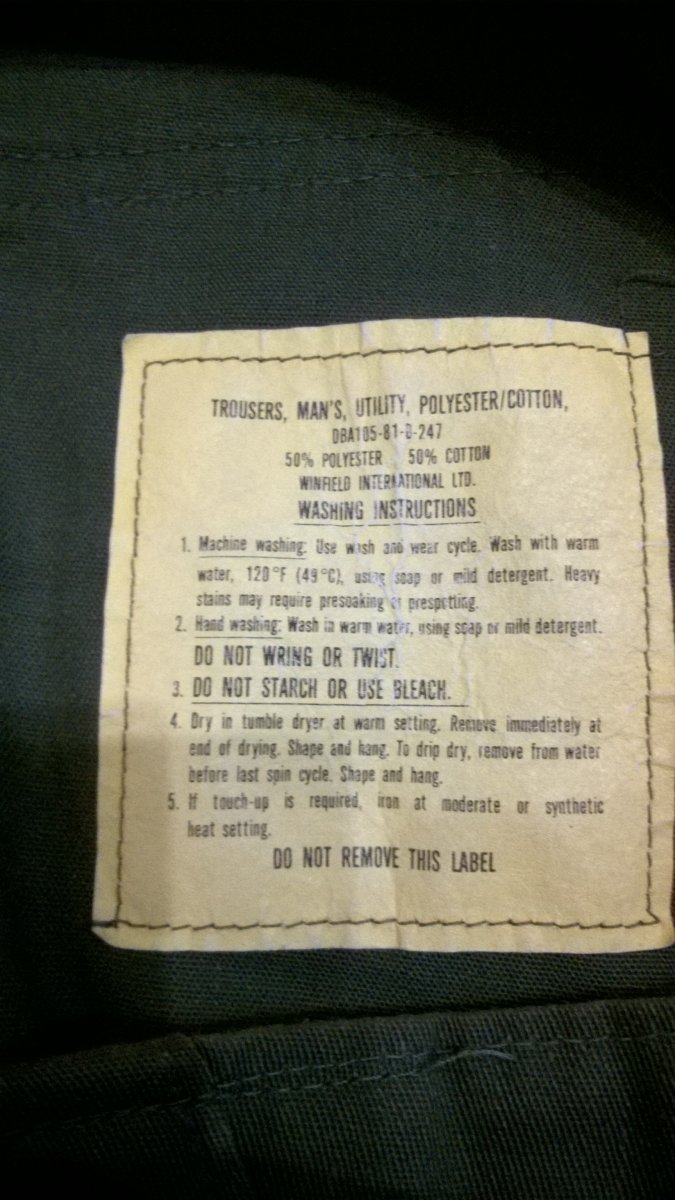 TROUSERS, MAN'S, UTILITY, POLYESTER/COTTON,
DBA105-81-D-247
50% POLYESTER 50% COTTON
WINFIELD INTERNATIONAL LTD.
WASHING INSTRUCTIONS
1. Machine washing: Use wash and wear cycle. Wash with warm
water, 120°F (49°C), using soap or mild detergent. Heavy
stains may require presoaking or prespotting.
2. Hand washing: Wash in warm water, using soap or mild detergent.
DO NOT WRING OR TWIST.
3. DO NOT STARCH OR USE BLEACH.
4. Dry in tumble dryer at warm setting. Remove immediately at
end of drying. Shape and hang. To drip dry, remove from water
before last spin cycle. Shape and hang.
5. If touch-up is required, iron at moderate or synthetic
heat setting.
DO NOT REMOVE THIS LABEL